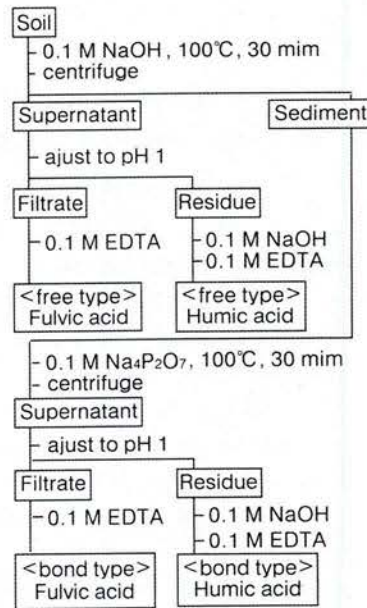 Soil
0.1 M NaOH, 100℃, 30 mim
centrifuge
Supernatant
Sediment
ajust to pH 1
Filtrate
Residue
0.1 M EDTA
0.1 M NaOH
0.1 M EDTA
<free type>
Fulvic acid
<free type>
Humic acid
0.1 M Na₄P₂O₇, 100℃, 30 mim
centrifuge
Supernatant
ajust to pH 1
Filtrate
Residue
0.1 M EDTA
0.1 M NaOH
0.1 M EDTA
<bond type>
Fulvic acid
<bond type>
Humic acid